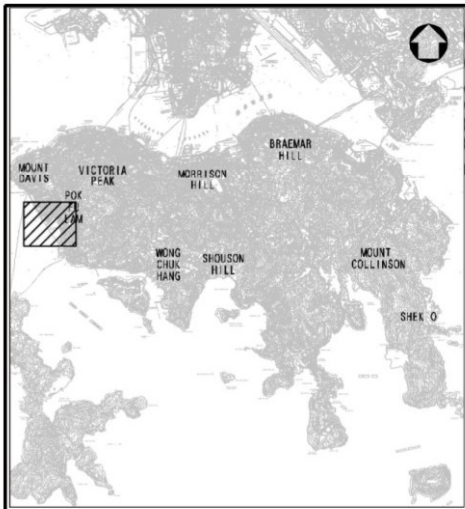 BRAEMAR
HILL
MOUNT
DAVIS
VICTORIA
PEAK
MORRISON
HILL
POK
LAM
WONG
CHUK
HANG
SHOUSON
HILL
MOUNT
COLLINSON
SHEK O